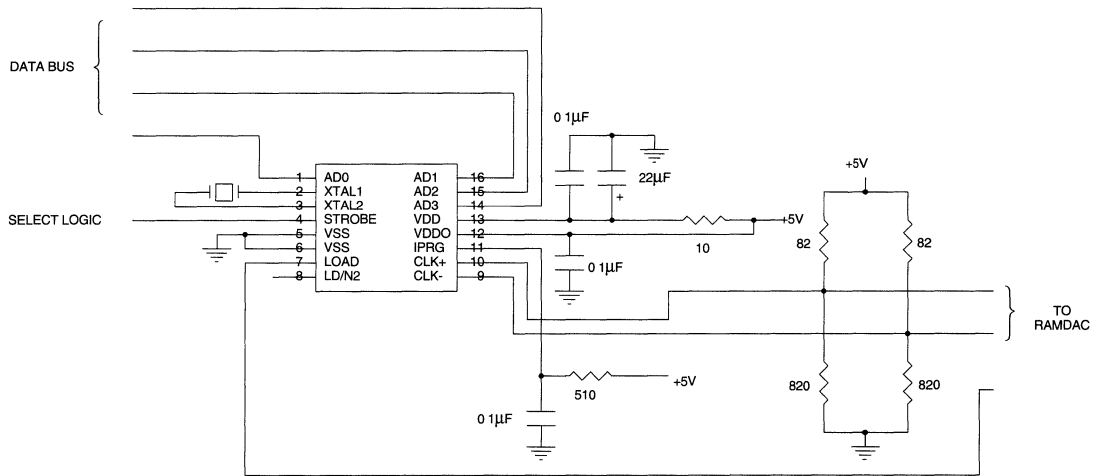 DATA BUS
0 1µF
22µF
+
+5V
1 AD0 AD1 16
2 XTAL1 AD2 15
3 XTAL2 AD3 14
SELECT LOGIC
4 STROBE VDD 13
5 VSS VDDO 12
6 VSS IPRG 11
7 LOAD CLK+ 10
8 LD/N2 CLK- 9
10
+5V
0 1µF
82
82
TO
RAMDAC
510
+5V
820
820
0 1µF